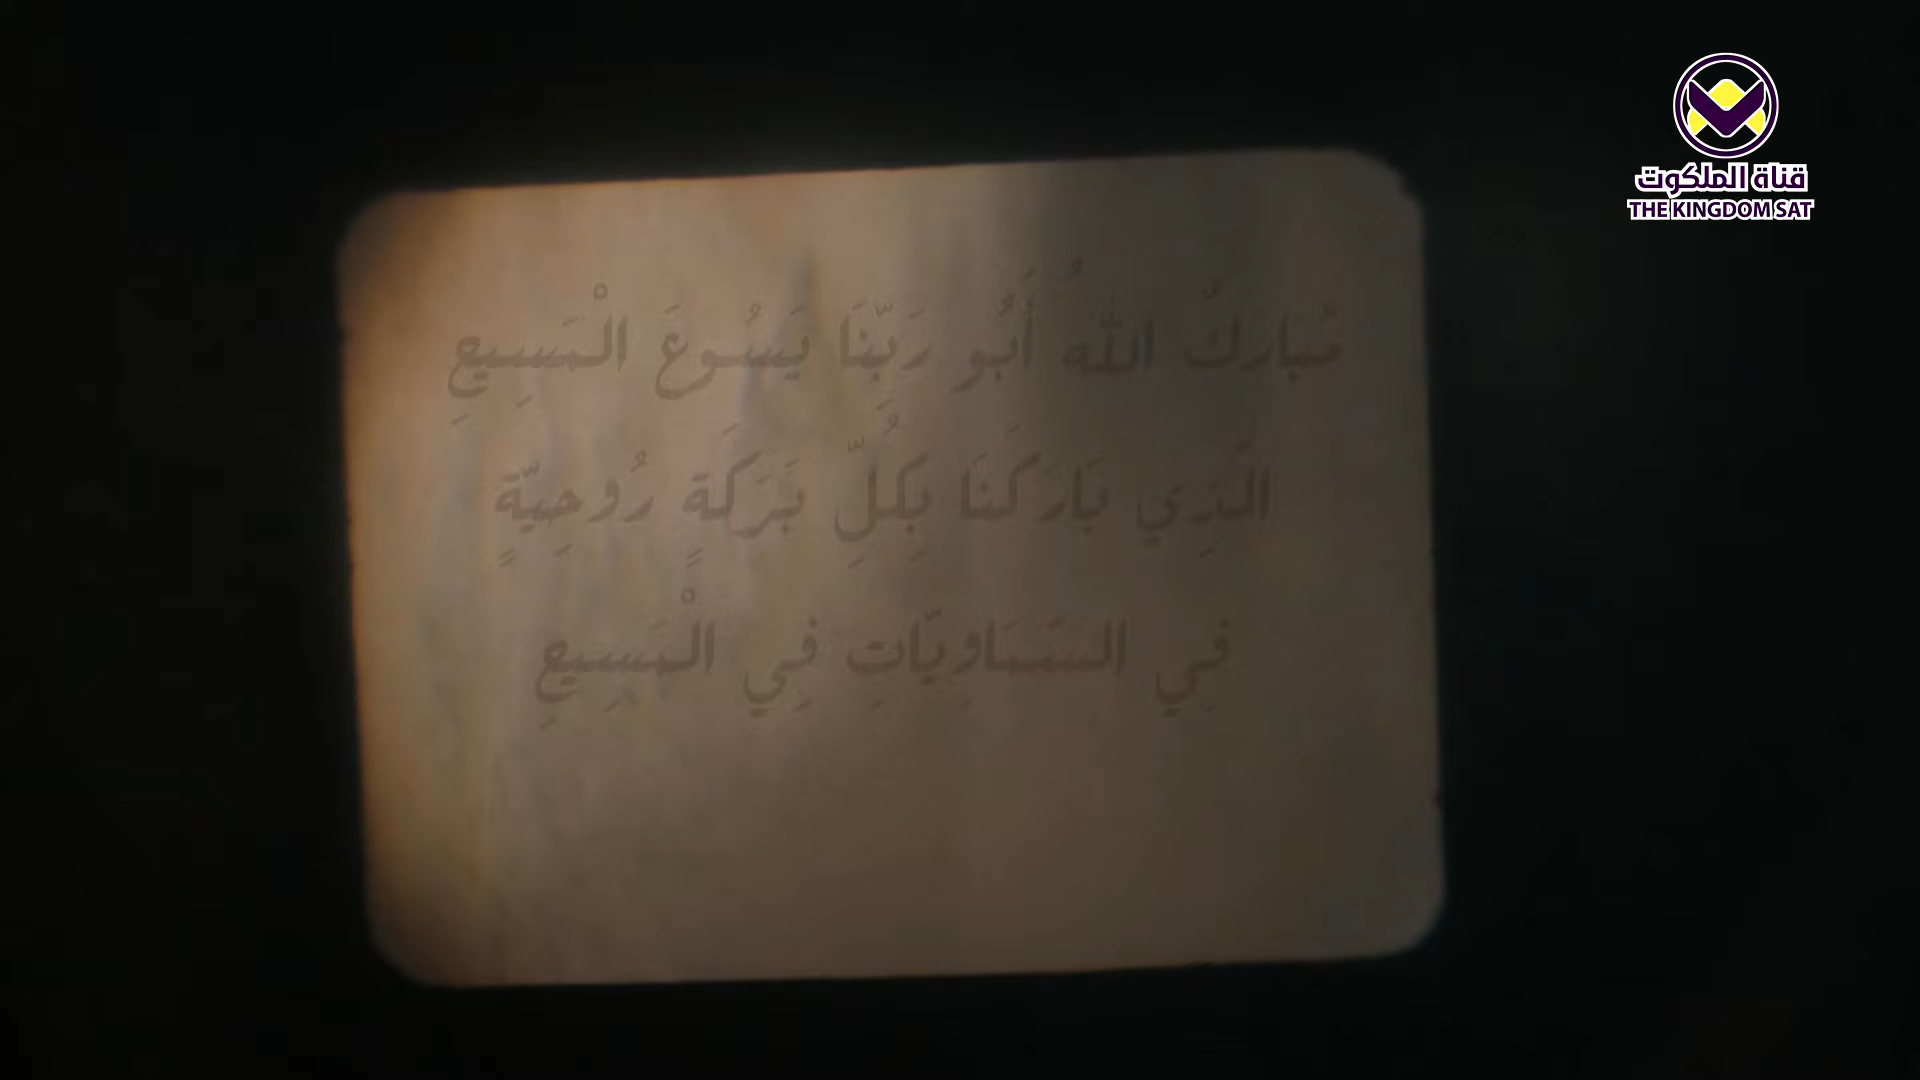 قناة الملكوت
THE KINGDOM SAT
مُبَارَكٌ اللهُ أَبُو رَبِّنَا يَسُوعَ الْمَسِيحِ
الَّذِي بَارَكَنَا بِكُلِّ بَرَكَةٍ رُوحِيَّةٍ
فِي السَّمَاوِيَّاتِ فِي الْمَسِيحِ